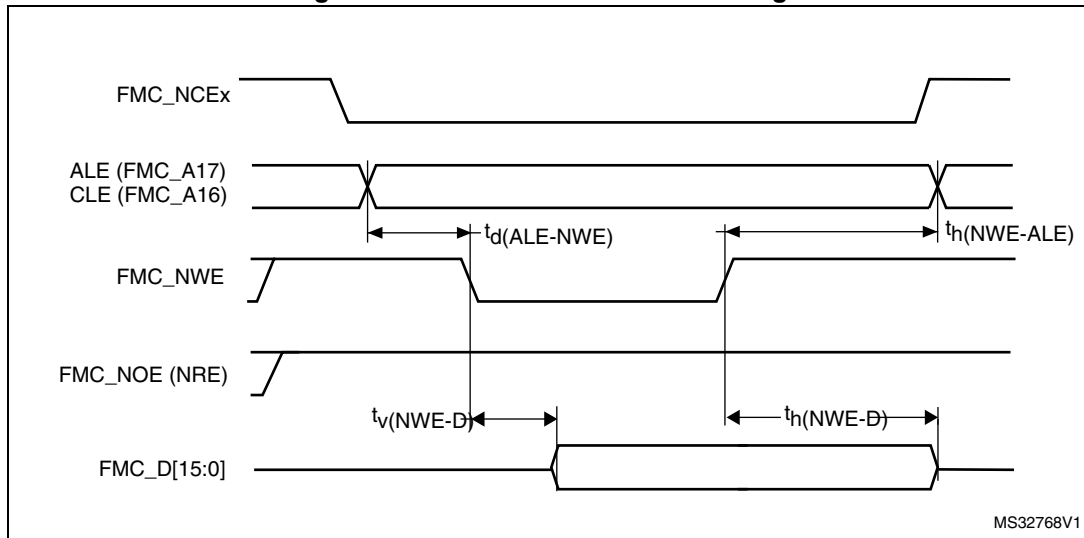 FMC_NCEx
ALE (FMC_A17)
CLE (FMC_A16)
td(ALE-NWE)
th(NWE-ALE)
FMC_NWE
FMC_NOE (NRE)
tv(NWE-D)
th(NWE-D)
FMC_D[15:0]
MS32768V1